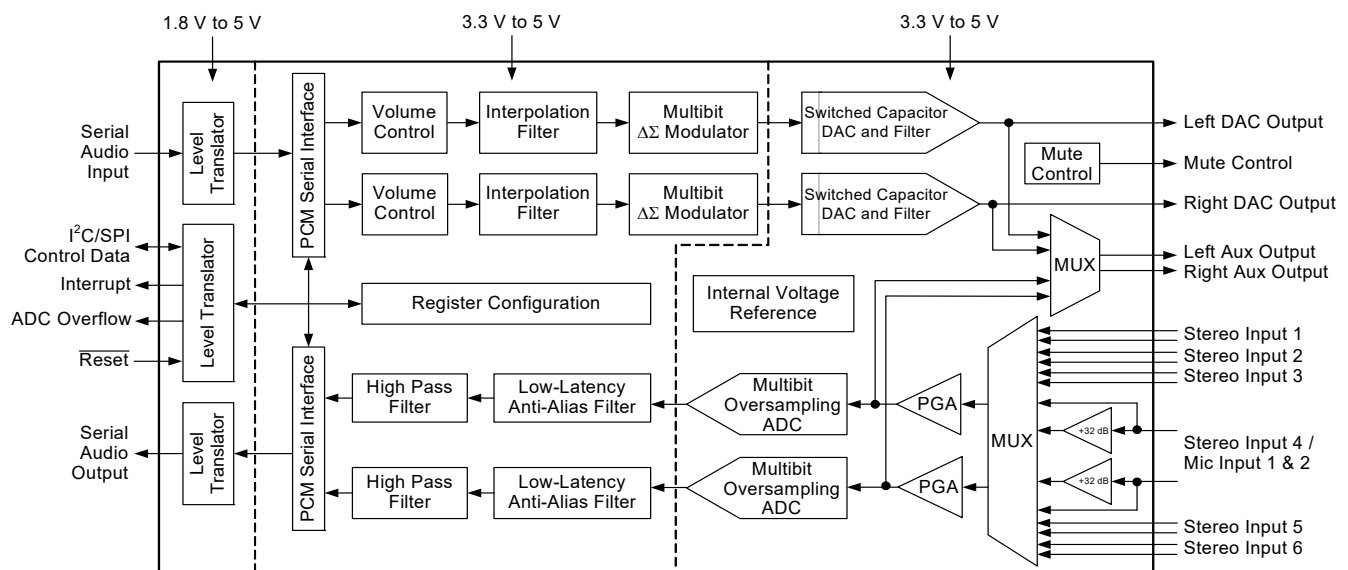 1.8 V to 5 V
3.3 V to 5 V
3.3 V to 5 V
Serial
Audio
Input
Level
Translator
PCM Serial Interface
Volume
Control
Interpolation
Filter
Multibit
ΔΣ Modulator
Switched Capacitor
DAC and Filter
Left DAC Output
Mute
Control
Mute Control
Volume
Control
Interpolation
Filter
Multibit
ΔΣ Modulator
Switched Capacitor
DAC and Filter
Right DAC Output
I²C/SPI
Control Data
Interrupt
ADC Overflow
Reset
Level Translator
Register Configuration
Internal Voltage
Reference
MUX
Left Aux Output
Right Aux Output
PCM Serial Interface
High Pass
Filter
Low-Latency
Anti-Alias Filter
Multibit
Oversampling
ADC
PGA
MUX
Stereo Input 1
Stereo Input 2
Stereo Input 3
+32 dB
Stereo Input 4 /
Mic Input 1 & 2
+32 dB
Serial
Audio
Output
Level
Translator
High Pass
Filter
Low-Latency
Anti-Alias Filter
Multibit
Oversampling
ADC
PGA
Stereo Input 5
Stereo Input 6